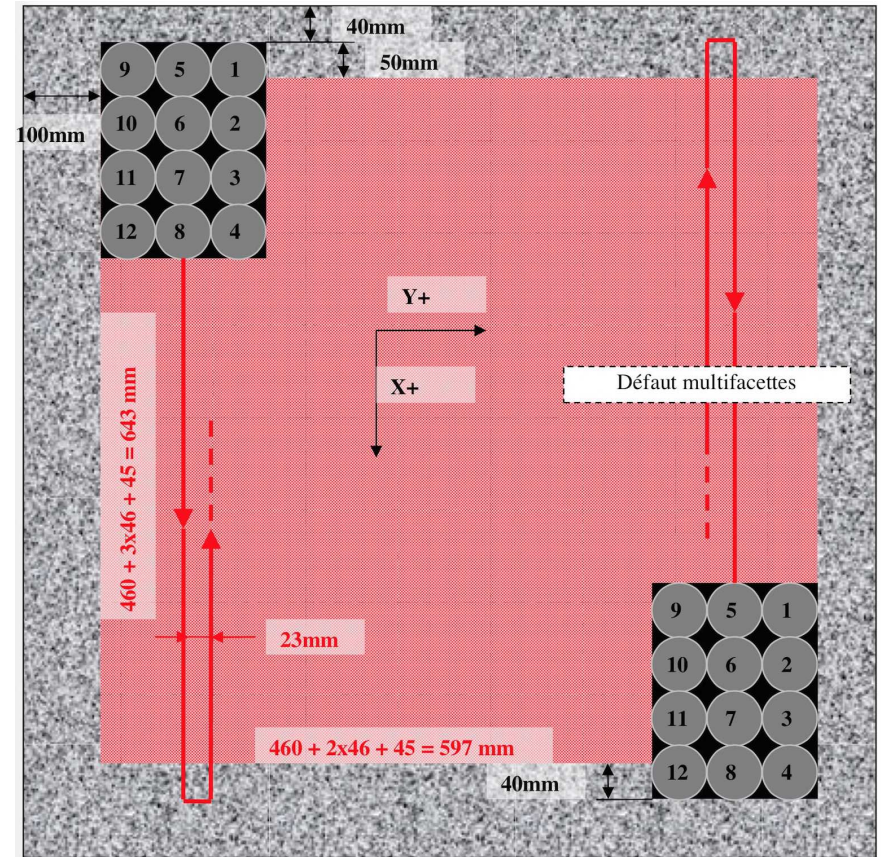 40mm
50mm
9 5 1
10 6 2
11 7 3
12 8 4
100mm
Y+
X+
Défaut multifacettes
460 + 3x46 + 45 = 643 mm
23mm
460 + 2x46 + 45 = 597 mm
40mm
9 5 1
10 6 2
11 7 3
12 8 4